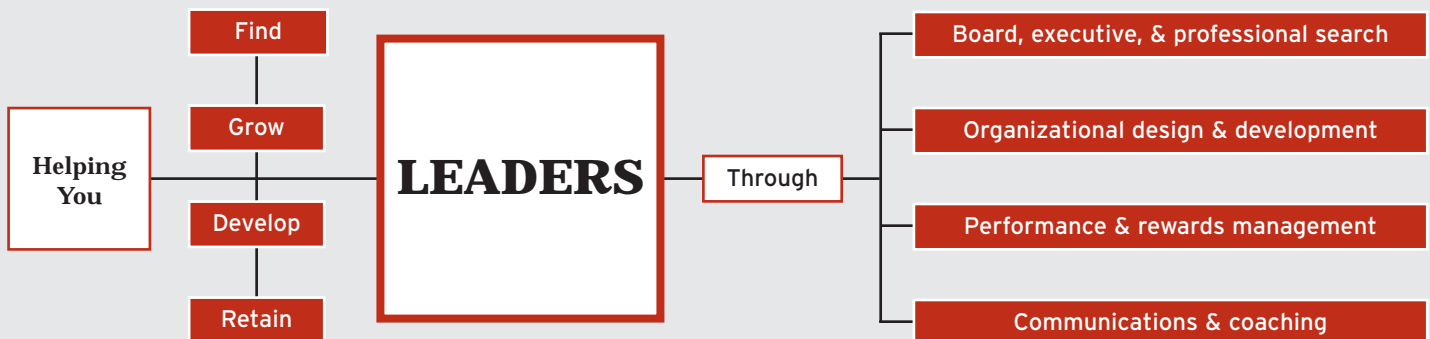 Helping
You
Find
Grow
Develop
Retain
LEADERS
Through
Board, executive, & professional search
Organizational design & development
Performance & rewards management
Communications & coaching